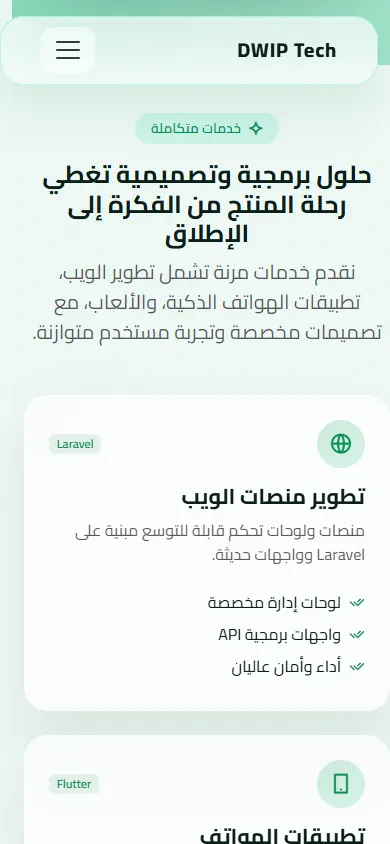 DWIP Tech
خدمات متكاملة
حلول برمجية وتصميمية تغطي
رحلة المنتج من الفكرة إلى
الإطلاق
نقدم خدمات مرنة تشمل تطوير الويب،
تطبيقات الهواتف الذكية، والألعاب، مع
تصميمات مخصصة وتجربة مستخدم متوازنة.
Laravel
تطوير منصات الويب
منصات ولوحات تحكم قابلة للتوسع مبنية على
Laravel وواجهات حديثة.
لوحات إدارة مخصصة
واجهات برمجية API
أداء وأمان عاليان
Flutter
تطبيقات الهواتف